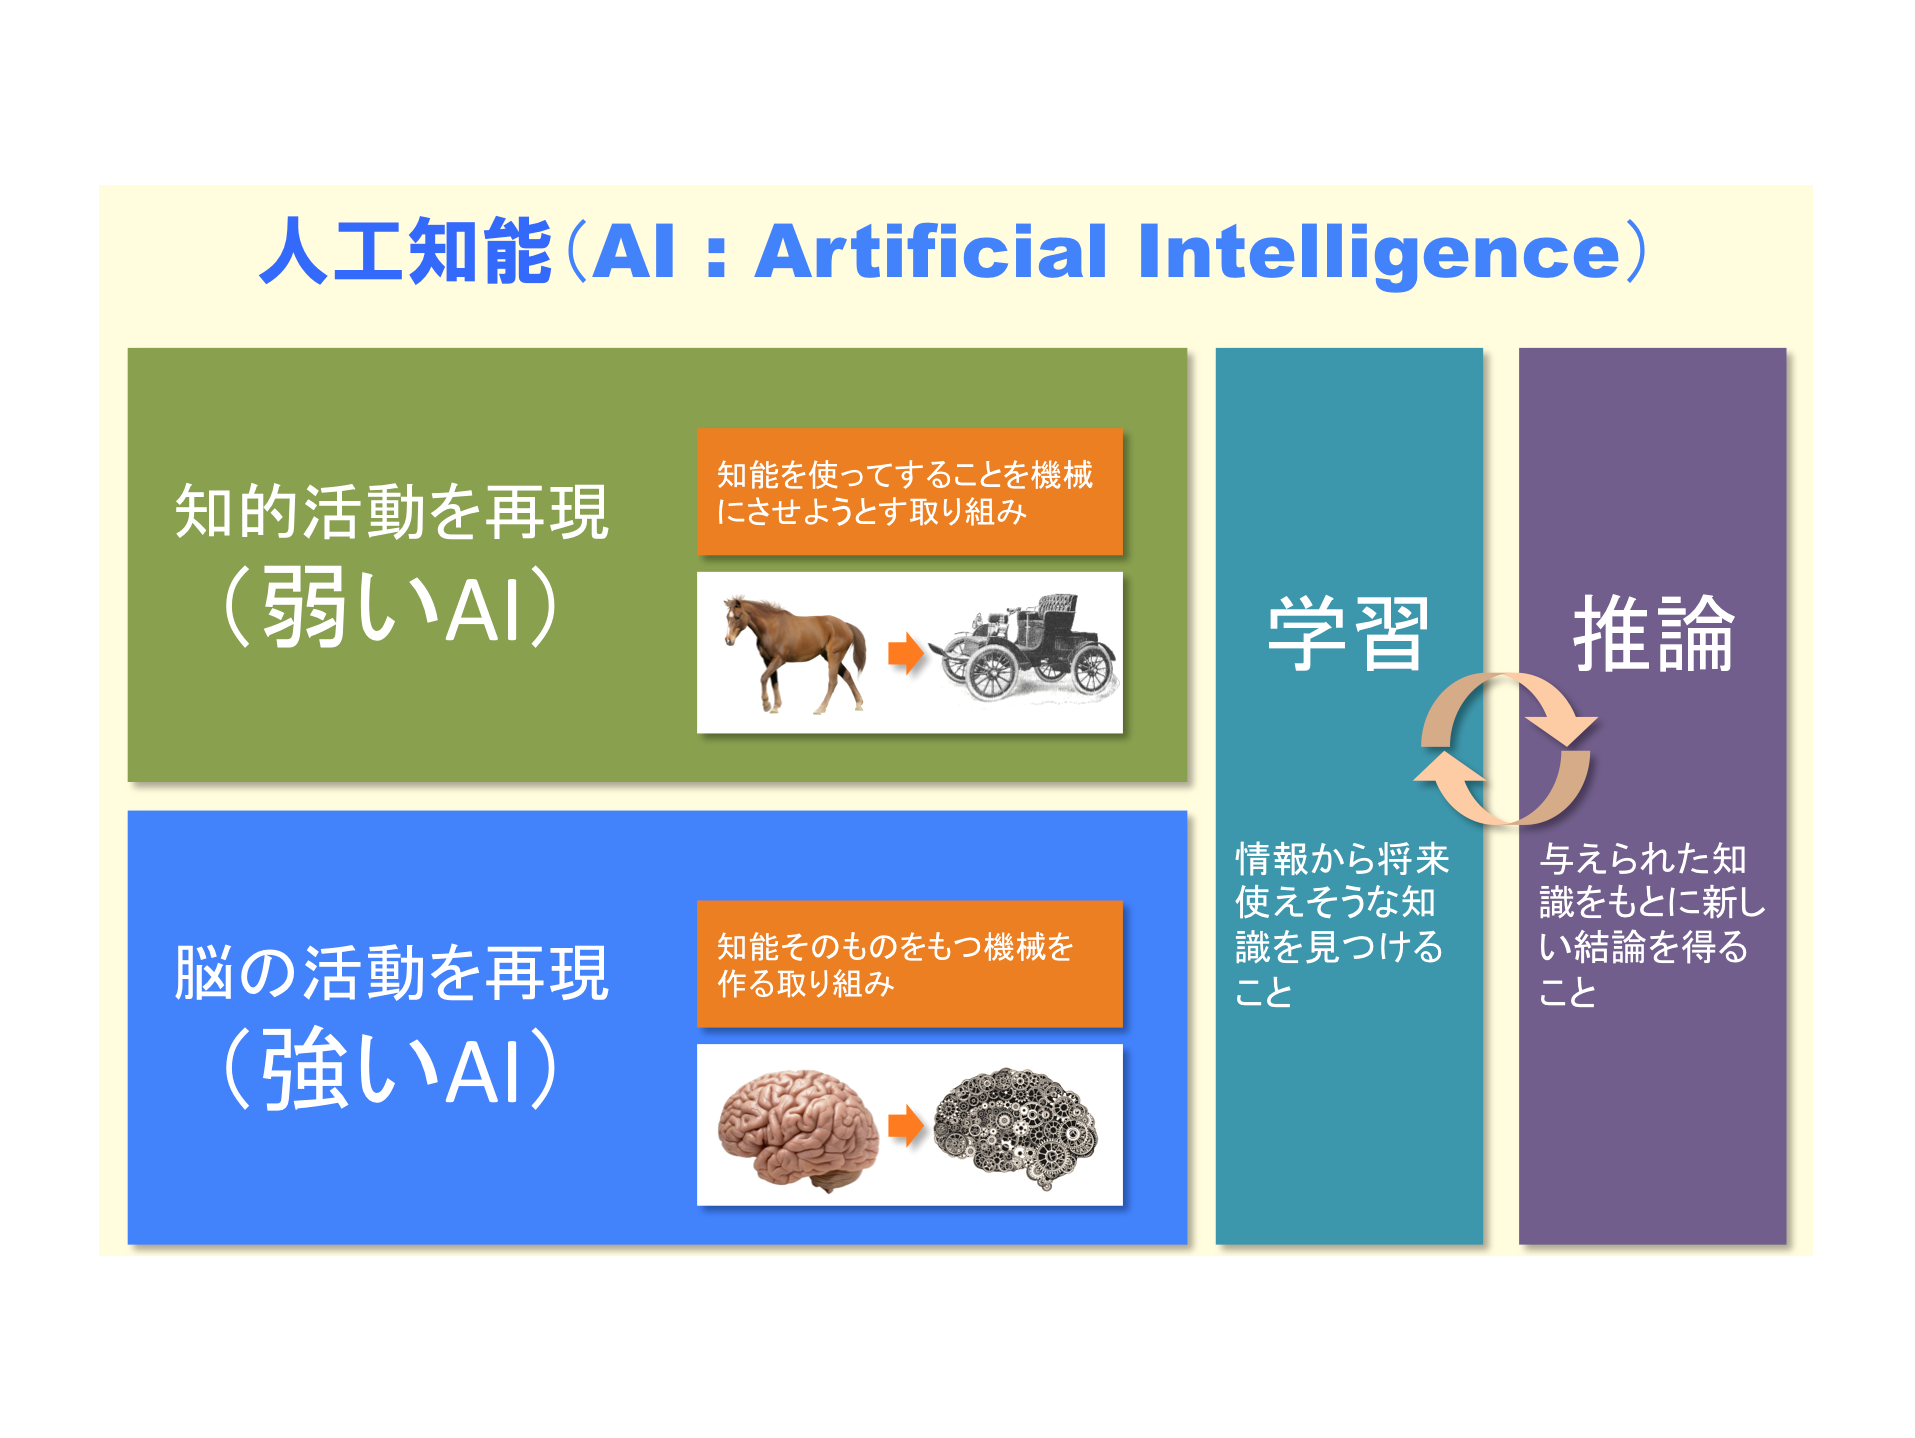 人工知能（AI : Artificial Intelligence）
知的活動を再現
（弱いAI）
知能を使ってすることを機械
にさせようとす取り組み
脳の活動を再現
（強いAI）
知能そのものをもつ機械を
作る取り組み
学習
情報から将来
使えそうな知
識を見つける
こと
推論
与えられた知
識をもとに新し
い結論を得る
こと